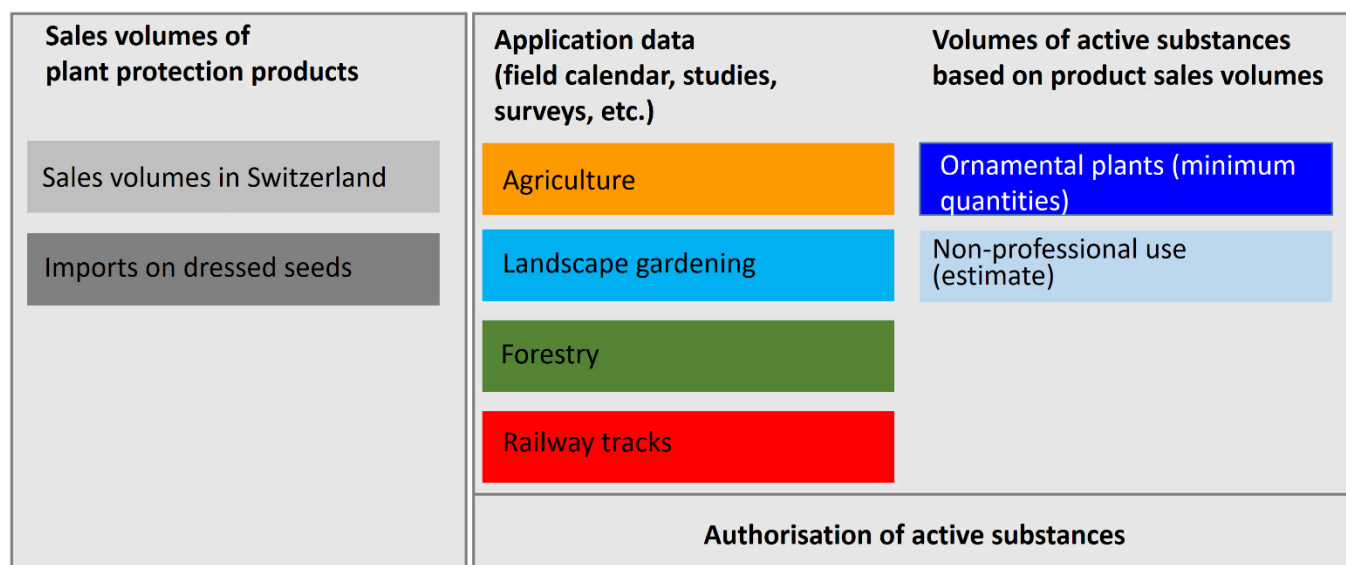 Sales volumes of
plant protection products
Sales volumes in Switzerland
Imports on dressed seeds
Application data
(field calendar, studies,
surveys, etc.)
Agriculture
Landscape gardening
Forestry
Railway tracks
Volumes of active substances
based on product sales volumes
Ornamental plants (minimum
quantities)
Non-professional use
(estimate)
Authorisation of active substances